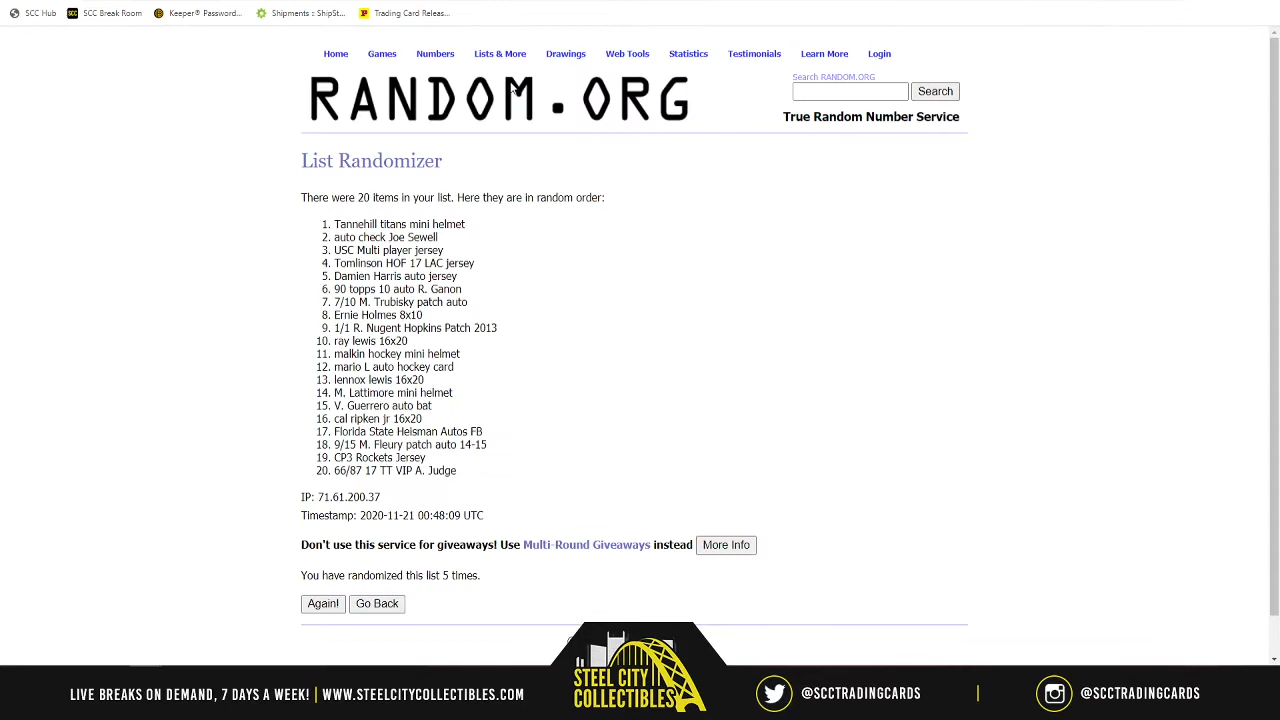 SCC Hub SCC Break Room Keeper® Password... Shipments :: ShipSt... Trading Card Releas...
Home Games Numbers Lists & More Drawings Web Tools Statistics Testimonials Learn More Login
Search RANDOM.ORG
RANDOM.ORG
Search
True Random Number Service
List Randomizer
There were 20 items in your list. Here they are in random order:
1. Tannehill titans mini helmet
2. auto check Joe Sewell
3. USC Multi player jersey
4. Tomlinson HOF 17 LAC jersey
5. Damien Harris auto jersey
6. 90 topps 10 auto R. Ganon
7. 7/10 M. Trubisky patch auto
8. Ernie Holmes 8x10
9. 1/1 R. Nugent Hopkins Patch 2013
10. ray lewis 16x20
11. malkin hockey mini helmet
12. mario L auto hockey card
13. lennox lewis 16x20
14. M. Lattimore mini helmet
15. V. Guerrero auto bat
16. cal ripken jr 16x20
17. Florida State Heisman Autos FB
18. 9/15 M. Fleury patch auto 14-15
19. CP3 Rockets Jersey
20. 66/87 17 TT VIP A. Judge
IP: 71.61.200.37
Timestamp: 2020-11-21 00:48:09 UTC
Don't use this service for giveaways! Use Multi-Round Giveaways instead More Info
You have randomized this list 5 times.
Again! Go Back
LIVE BREAKS ON DEMAND, 7 DAYS A WEEK! | WWW.STEELCITYCOLLECTIBLES.COM
STEEL CITY
COLLECTIBLES
@SCCTRADINGCARDS | @SCCTRADINGCARDS